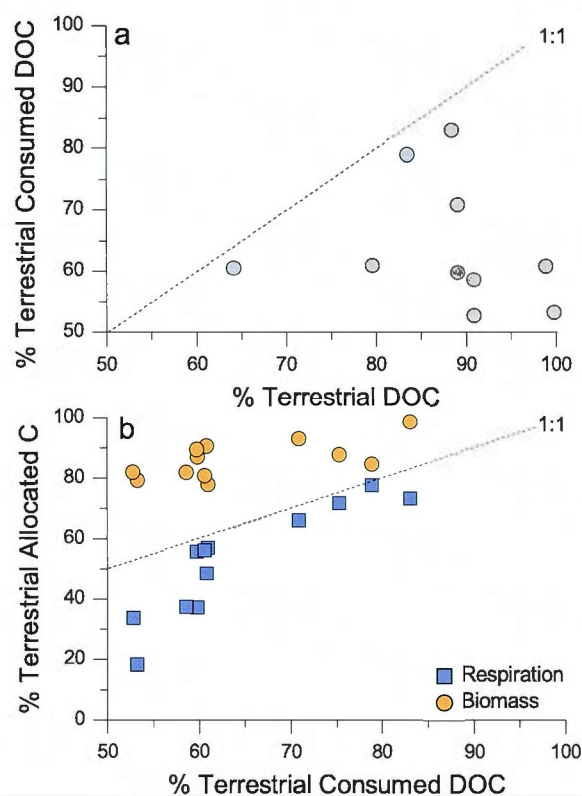 a
1:1
% Terrestrial Consumed DOC
100
90
80
70
60
50
50 60 70 80 90 100
% Terrestrial DOC
b
1:1
% Terrestrial Allocated C
100
80
60
40
20
0
Respiration
Biomass
50 60 70 80 90 100
% Terrestrial Consumed DOC